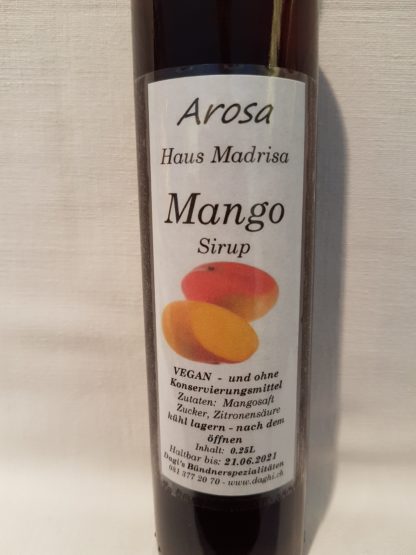 Arosa
Haus Madrisa
Mango
Sirup
VEGAN - und ohne
Konservierungsmittel
Zutaten: Mangosaft
Zucker, Zitronensäure
kühl lagern - nach dem
öffnen
Inhalt: 0.25L
Haltbar bis: 21.06.2021
Dagi's Bündnerspezialitäten
081 377 20 70 - www.daghi.ch